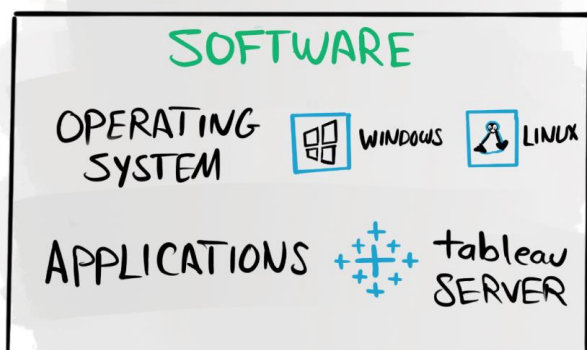 SOFTWARE
OPERATING SYSTEM
WINDOWS
LINUX
APPLICATIONS
tableau SERVER